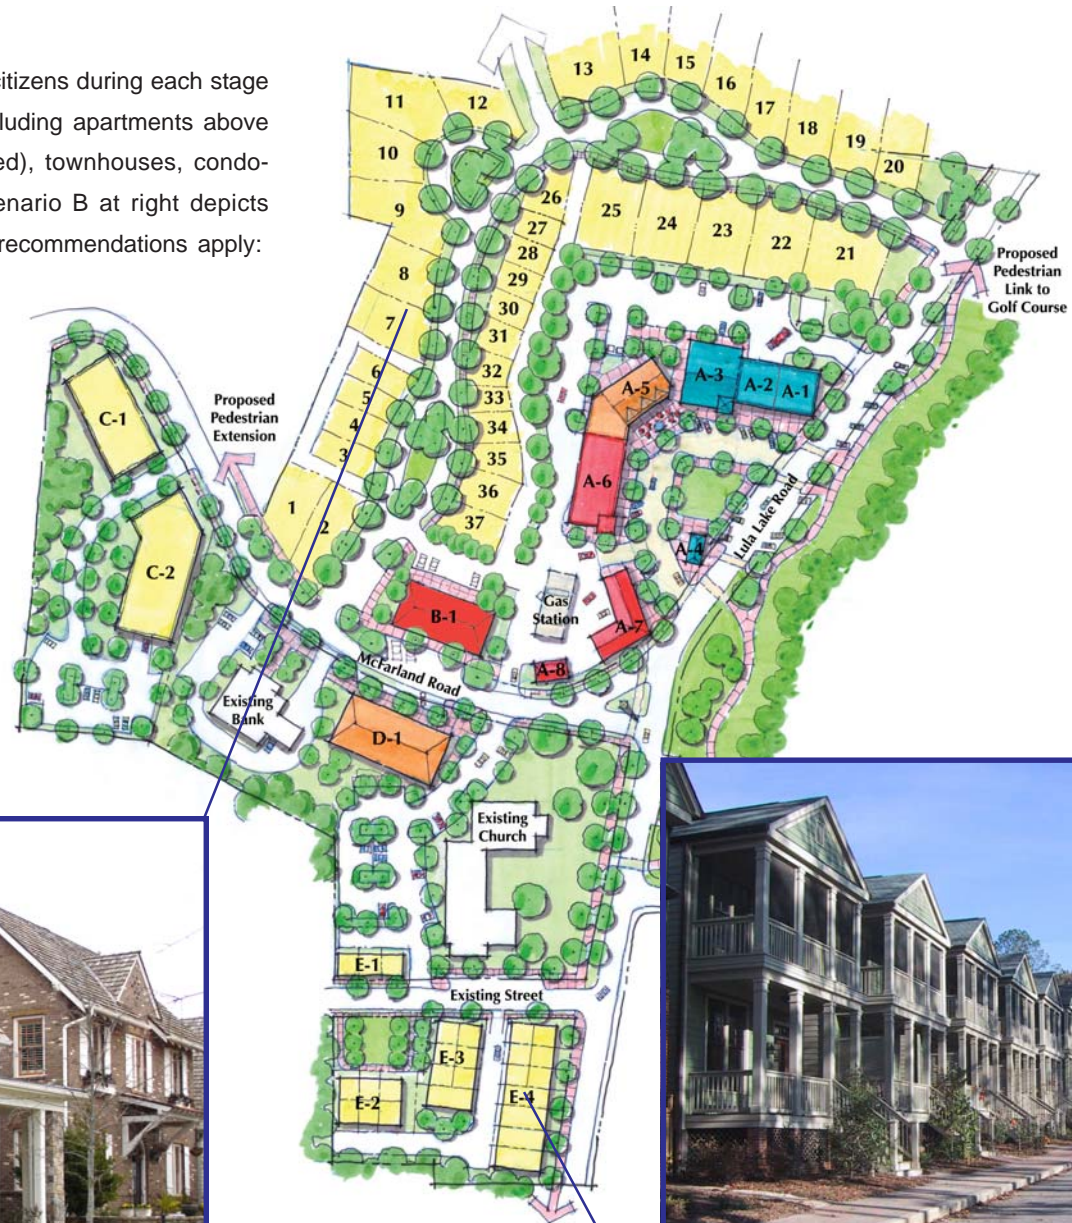 citizens during each stage
cluding apartments above
ed), townhouses, condo-
enario B at right depicts
recommendations apply:
13
14
15
16
17
18
19
20
11
12
10
9
8
7
6
5
4
3
1
2
26
27
28
29
30
31
32
33
34
35
36
37
25
24
23
22
21
Proposed
Pedestrian
Link to
Golf Course
Proposed
Pedestrian
Extension
C-1
C-2
A-3
A-2
A-1
A-5
A-6
A-4
Lula Lake Road
Gas
Station
A-7
A-8
B-1
McFarland Road
Existing
Bank
D-1
Existing
Church
E-1
Existing Street
E-3
E-2
E-4